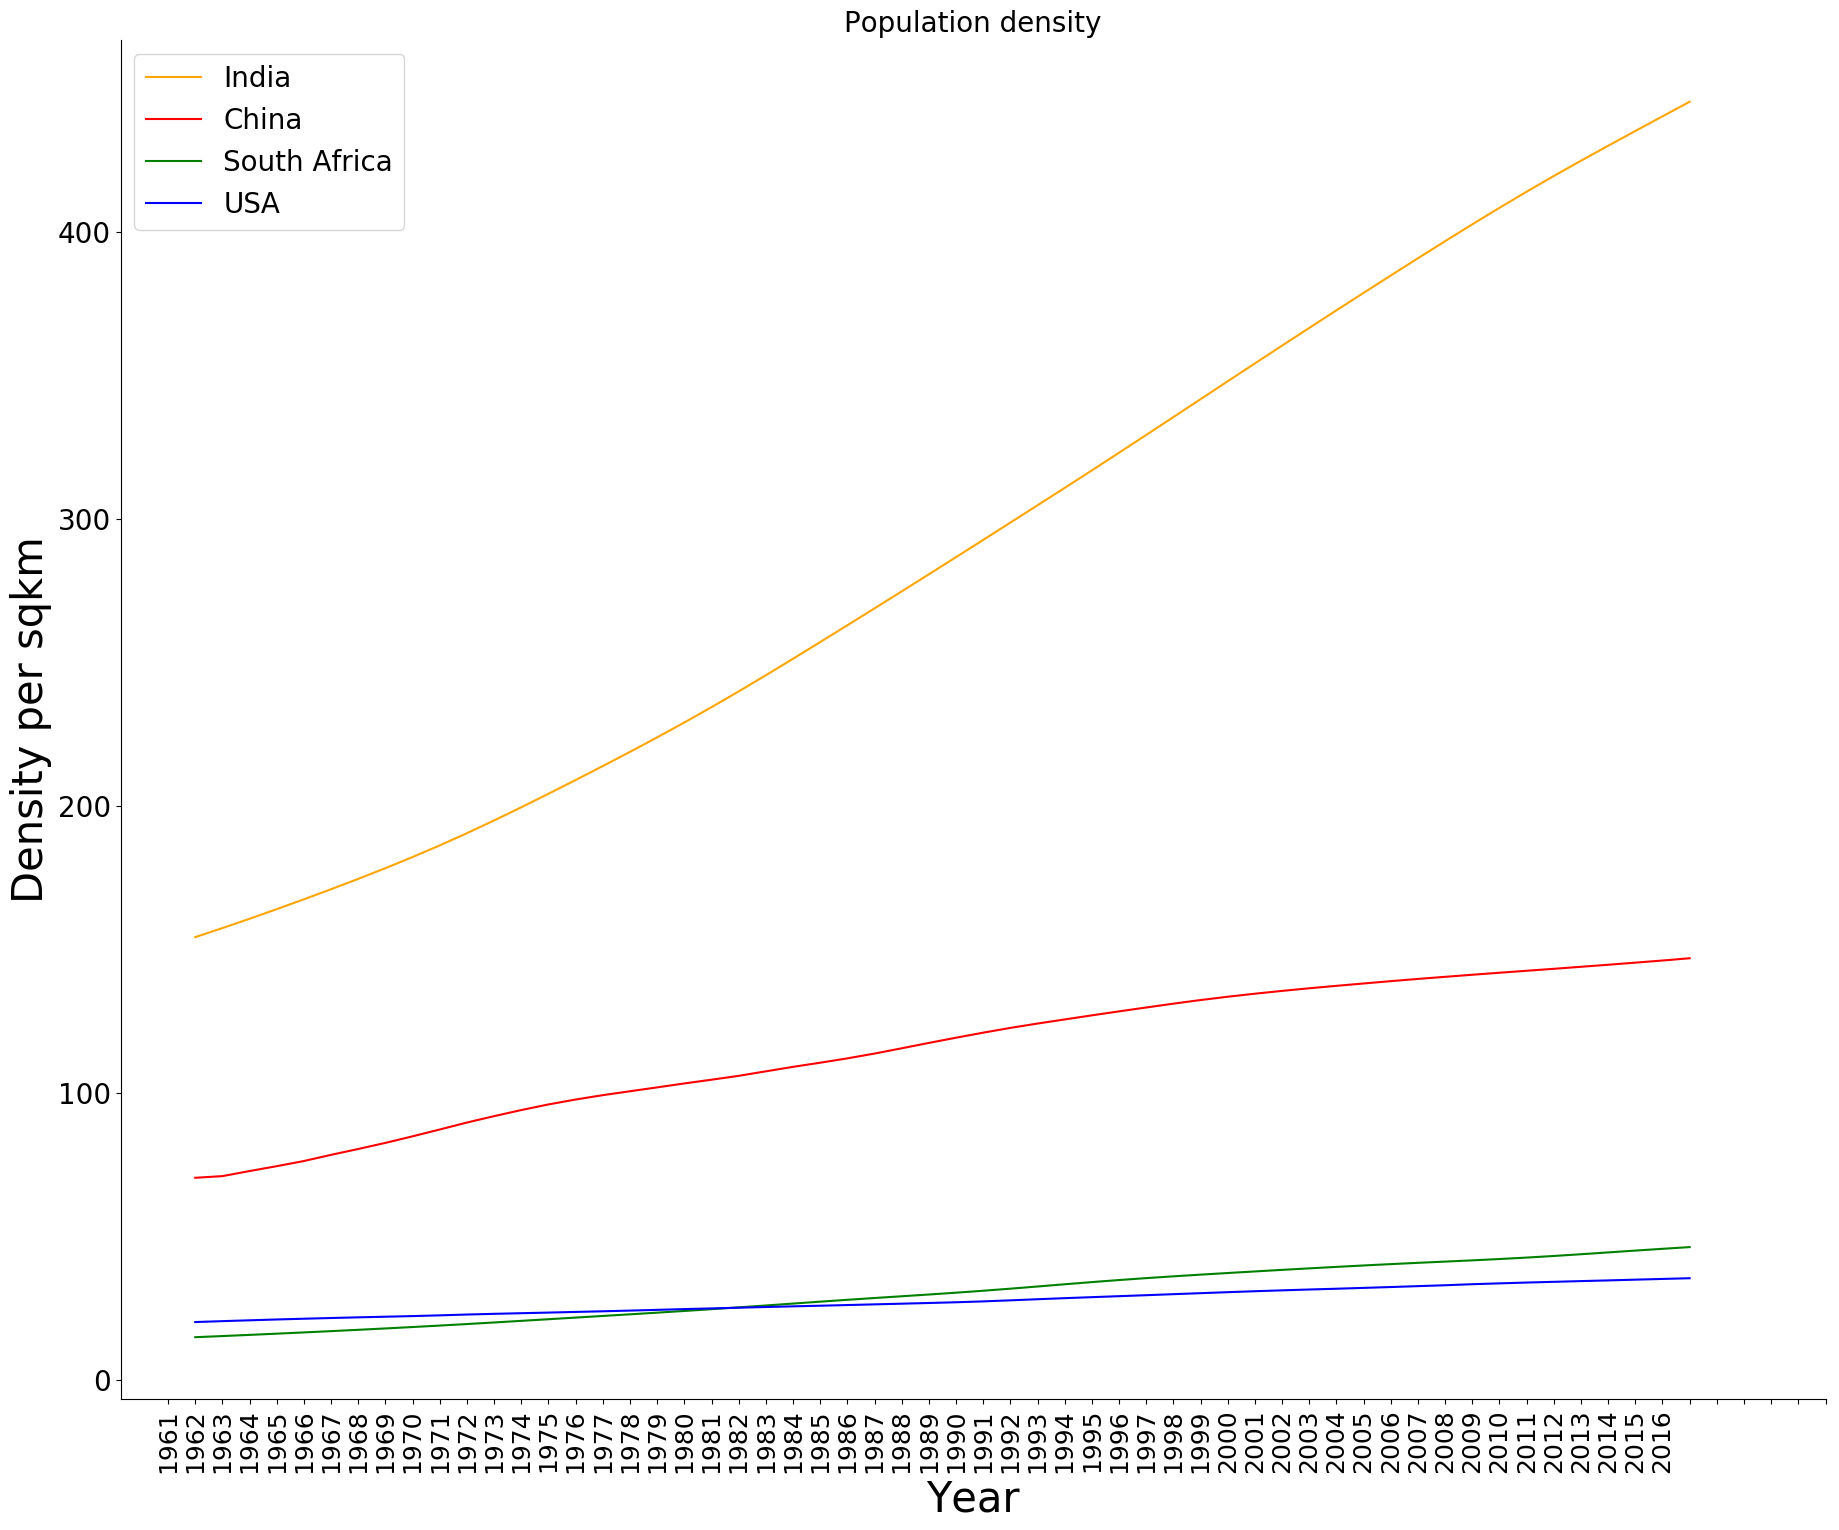 Population density
India
China
South Africa
USA
Density per sqkm
400
300
200
100
0
1961 1962 1963 1964 1965 1966 1967 1968 1969 1970 1971 1972 1973 1974 1975 1976 1977 1978 1979 1980 1981 1982 1983 1984 1985 1986 1987 1988 1989 1990 1991 1992 1993 1994 1995 1996 1997 1998 1999 2000 2001 2002 2003 2004 2005 2006 2007 2008 2009 2010 2011 2012 2013 2014 2015 2016
Year